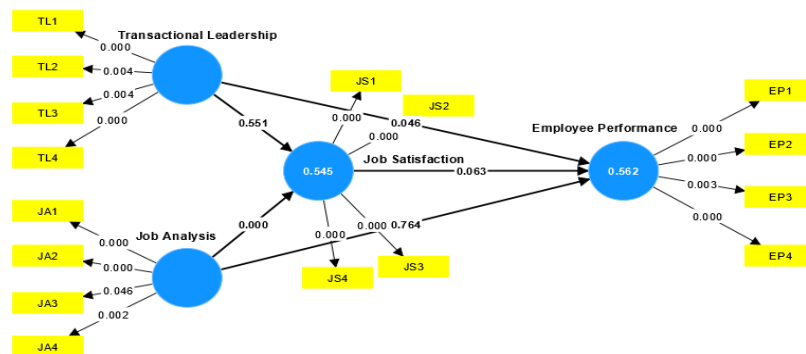 TL1
Transactional Leadership
0.000
TL2
0.004
JS1
EP1
0.004
0.000
JS2
TL3
0.046
Employee Performance
0.000
0.000
0.551
0.000
EP2
TL4
Job Satisfaction
0.000
0.545
0.063
0.562
0.003
EP3
JA1
0.000
Job Analysis
0.000
0.764
0.000
0.000
0.000
EP4
JA2
0.000
JS3
0.046
JS4
JA3
0.002
JA4